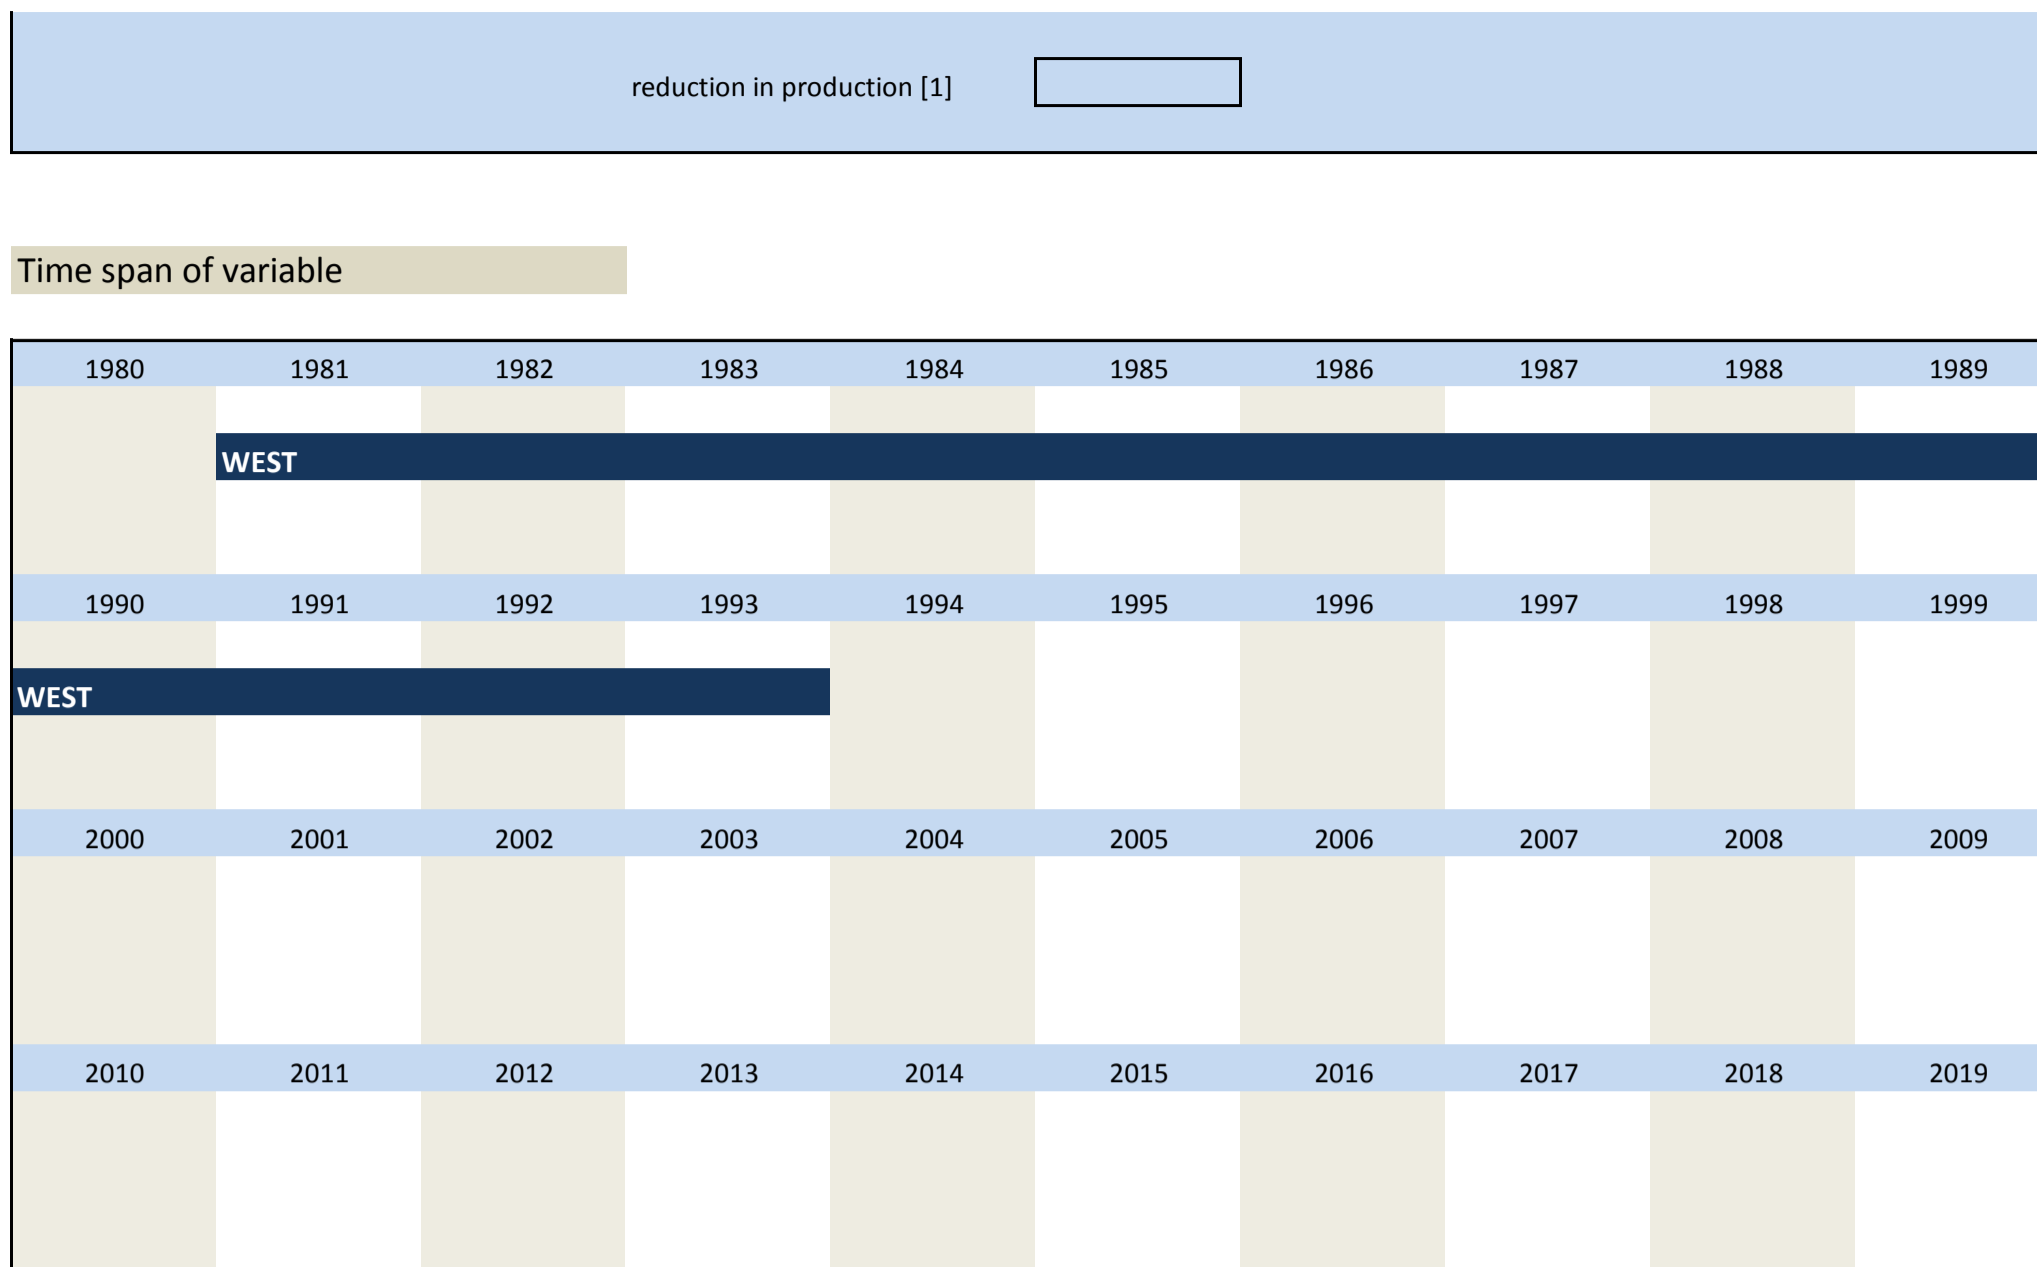 reduction in production [1]
Time span of variable
1980 1981 1982 1983 1984 1985 1986 1987 1988 1989
WEST
1990 1991 1992 1993 1994 1995 1996 1997 1998 1999
WEST
2000 2001 2002 2003 2004 2005 2006 2007 2008 2009
2010 2011 2012 2013 2014 2015 2016 2017 2018 2019